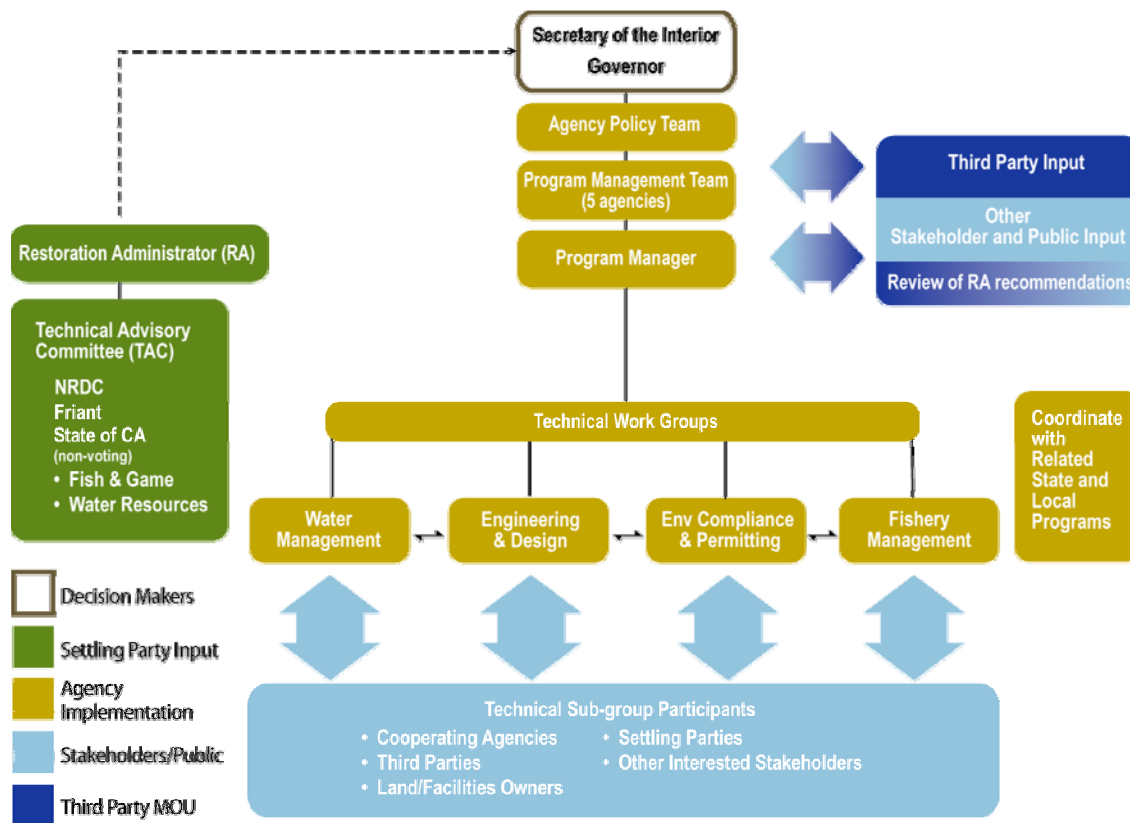 Secretary of the Interior
Governor
Agency Policy Team
Program Management Team
(5 agencies)
Program Manager
Third Party Input
Other
Stakeholder and Public Input
Review of RA recommendations
Restoration Administrator (RA)
Technical Advisory
Committee (TAC)
NRDC
Friant
State of CA
(non-voting)
• Fish & Game
• Water Resources
Technical Work Groups
Water
Management
Engineering
& Design
Env Compliance
& Permitting
Fishery
Management
Coordinate
with
Related
State and
Local
Programs
Decision Makers
Settling Party Input
Agency
Implementation
Stakeholders/Public
Third Party MOU
Technical Sub-group Participants
• Cooperating Agencies
• Third Parties
• Land/Facilities Owners
• Settling Parties
• Other Interested Stakeholders